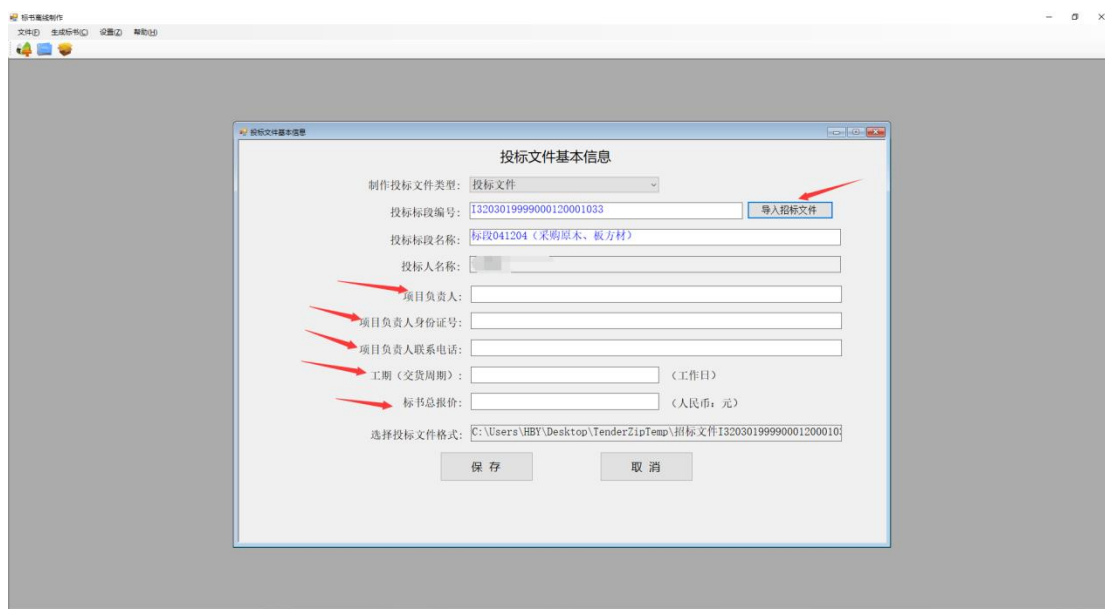 标书离线制作
文件(F) 生成标书(C) 设置(Z) 帮助(H)
投标文件基本信息
投标文件基本信息
制作投标文件类型: 投标文件
投标标段编号: I3203019999000120001033 导入招标文件
投标标段名称: 标段041204（采购原木、板方材）
投标人名称:
项目负责人:
项目负责人身份证号:
项目负责人联系电话:
工期（交货周期）: （工作日）
标书总报价: （人民币：元）
选择投标文件格式: C:\Users\HBY\Desktop\TenderZipTemp\招标文件I32030199990001200010
保 存 取 消